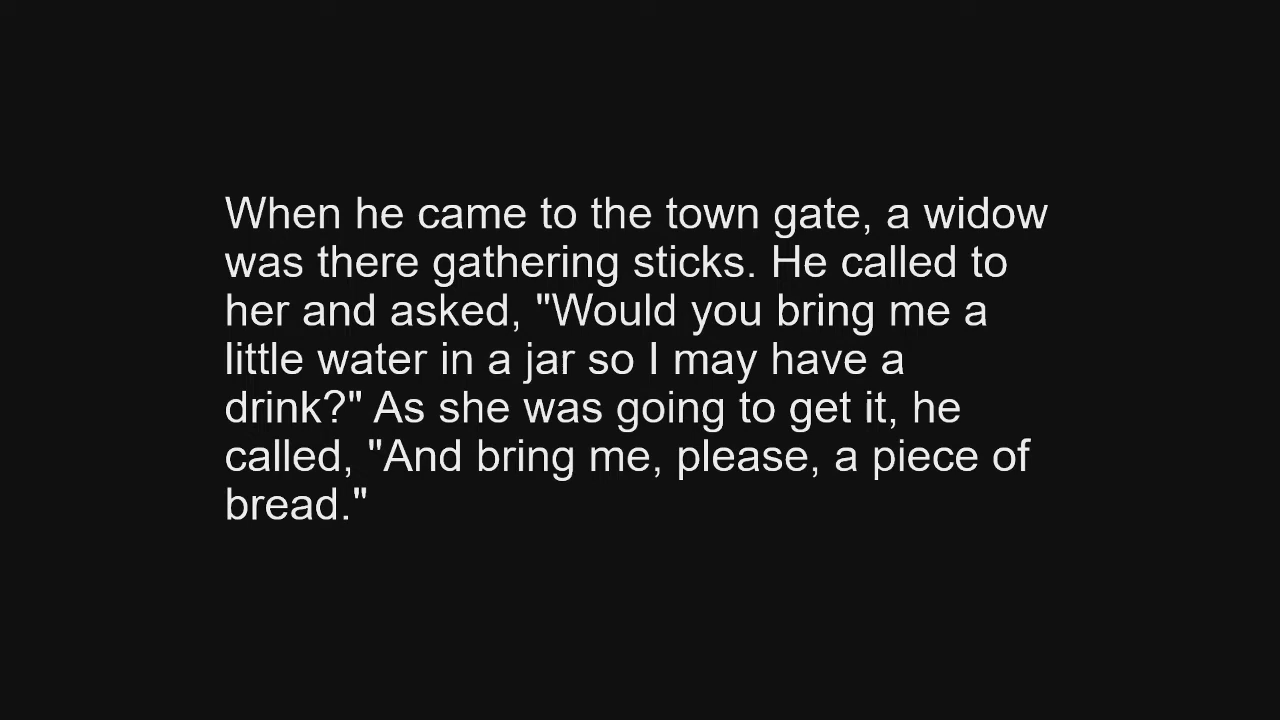 When he came to the town gate, a widow
was there gathering sticks. He called to
her and asked, "Would you bring me a
little water in a jar so I may have a
drink?" As she was going to get it, he
called, "And bring me, please, a piece of
bread."